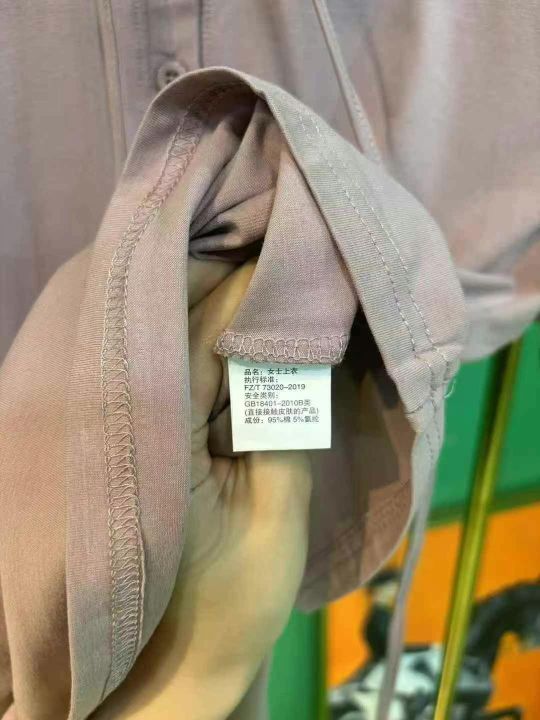 品名: 女士上衣
执行标准:
FZ/T 73020-2019
安全类别:
GB18401-2010B类
(直接接触皮肤的产品)
成份: 95%棉 5%氨纶